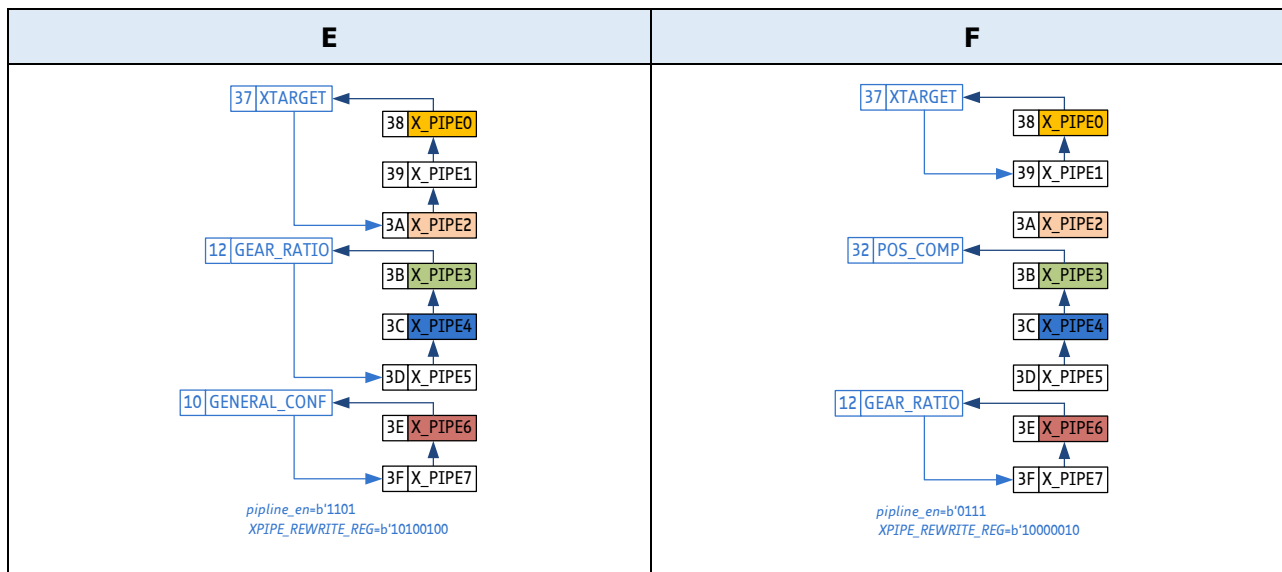 E
F
37 XTARGET
38 X_PIPE0
39 X_PIPE1
3A X_PIPE2
12 GEAR_RATIO
3B X_PIPE3
3C X_PIPE4
3D X_PIPE5
10 GENERAL_CONF
3E X_PIPE6
3F X_PIPE7
pipline_en=b'1101
XPIPE_REWRITE_REG=b'10100100
37 XTARGET
38 X_PIPE0
39 X_PIPE1
3A X_PIPE2
32 POS_COMP
3B X_PIPE3
3C X_PIPE4
3D X_PIPE5
12 GEAR_RATIO
3E X_PIPE6
3F X_PIPE7
pipline_en=b'0111
XPIPE_REWRITE_REG=b'10000010